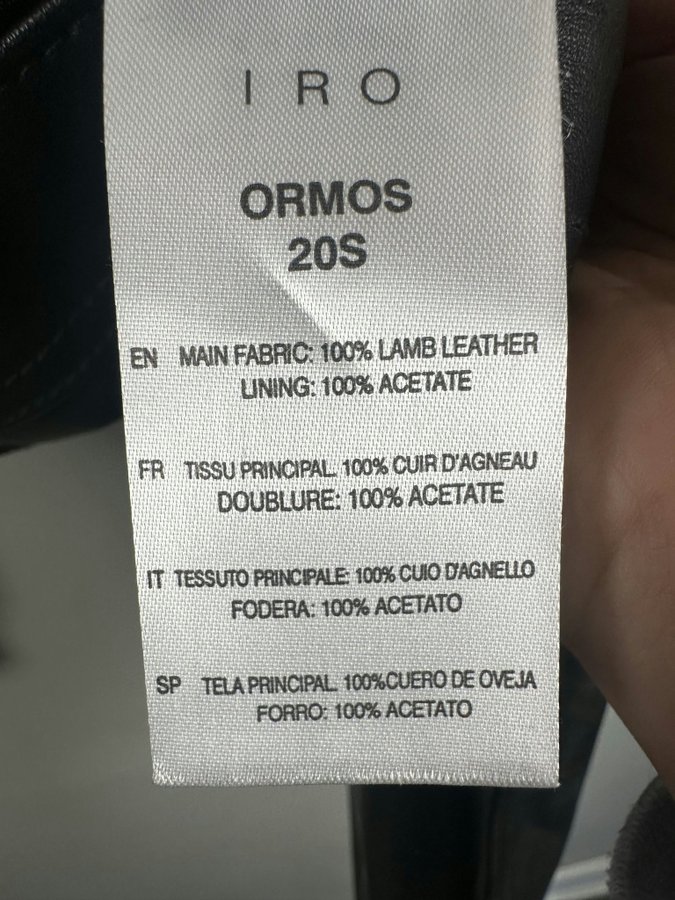 IRO
ORMOS
20S
EN MAIN FABRIC: 100% LAMB LEATHER
LINING: 100% ACETATE
FR TISSU PRINCIPAL: 100% CUIR D'AGNEAU
DOUBLURE: 100% ACETATE
IT TESSUTO PRINCIPALE: 100% CUIO D'AGNELLO
FODERA: 100% ACETATO
SP TELA PRINCIPAL: 100%CUERO DE OVEJA
FORRO: 100% ACETATO